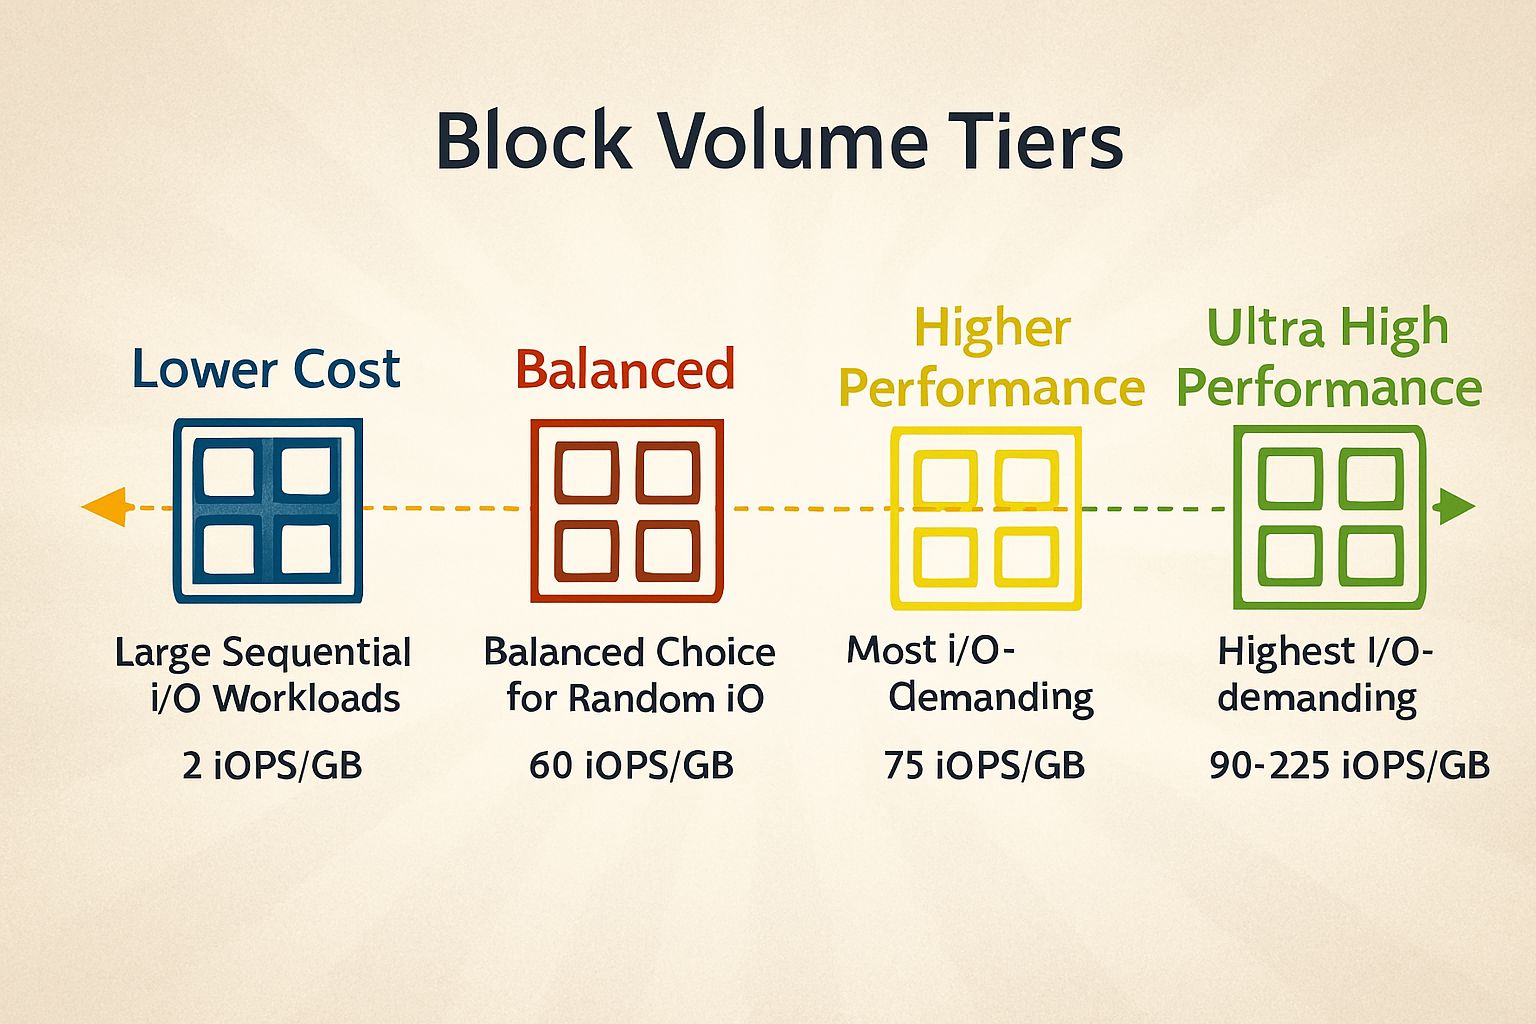 Block Volume Tiers
Lower Cost
Large Sequential
i/O Workloads
2 iOPS/GB
Balanced
Balanced Choice
for Random iO
60 iOPS/GB
Higher
Performance
Most i/O-
Demanding
75 iOPS/GB
Ultra High
Performance
Highest I/O-
demanding
90-225 iOPS/GB